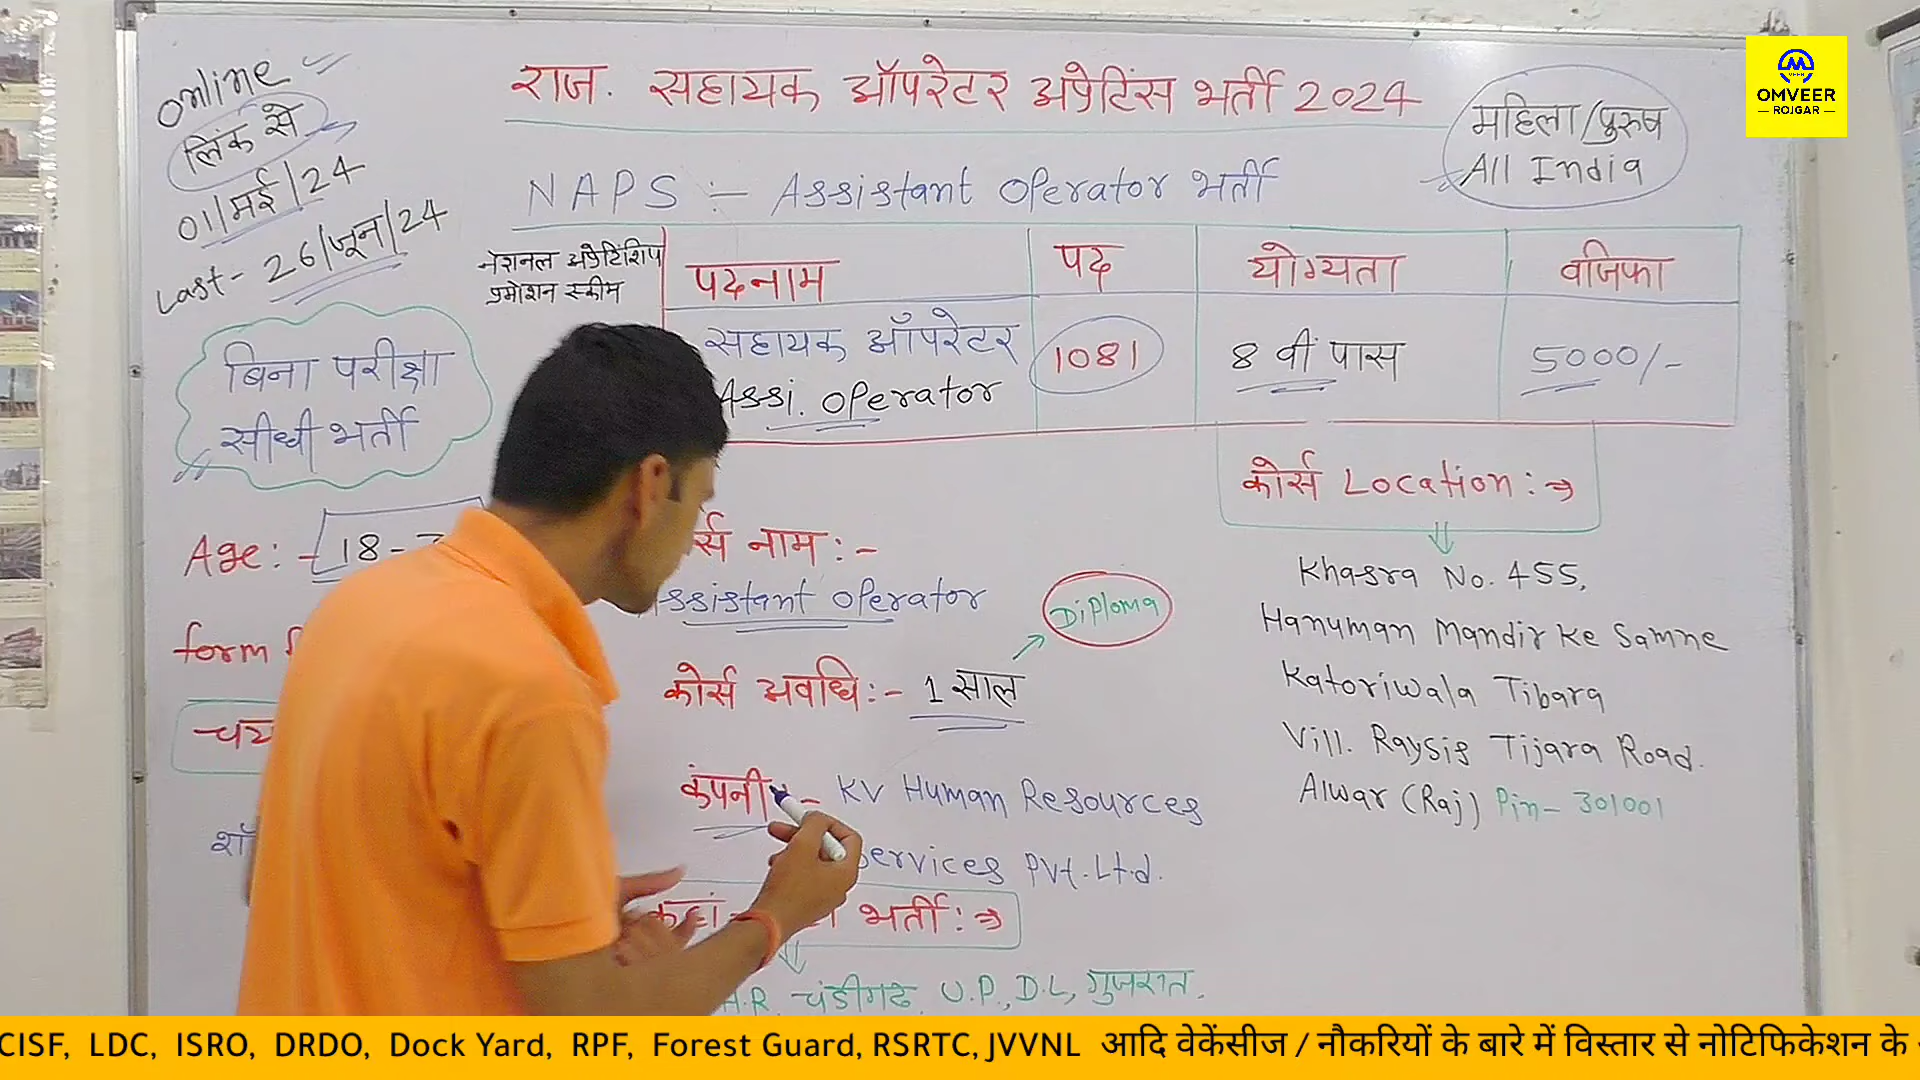 Online
लिंक से
01/मई/24
Last- 26/जून/24
राज. सहायक ऑपरेटर अप्रेटिंस भर्ती 2024
महिला/पुरुष
All India
OMVEER
ROJGAR
NAPS :- Assistant Operator भर्ती
नेशनल अप्रेटिंशिप
प्रमोशन स्कीम
पदनाम पद योग्यता वजिफा
सहायक ऑपरेटर 1081 8 वीं पास 5000/-
Assi. Operator
बिना परीक्षा
सीधी भर्ती
Age: - 18-
form
नाम :-
Assistant Operator
Diploma
कोर्स अवधि :- 1 साल
कंपनी :- KV Human Resources
Services Pvt. Ltd.
कहां भर्ती :⇒
H.R. चंडीगढ, U.P., D.L, गुजरात,
कोर्स Location :⇒
Khasra No. 455,
Hanuman Mandir Ke Samne
Katoriwala Tibara
Vill. Raysis Tijara Road.
Alwar (Raj) Pin- 301001
CISF, LDC, ISRO, DRDO, Dock Yard, RPF, Forest Guard, RSRTC, JVVNL आदि वेकेंसीज / नौकरियों के बारे में विस्तार से नोटिफिकेशन के